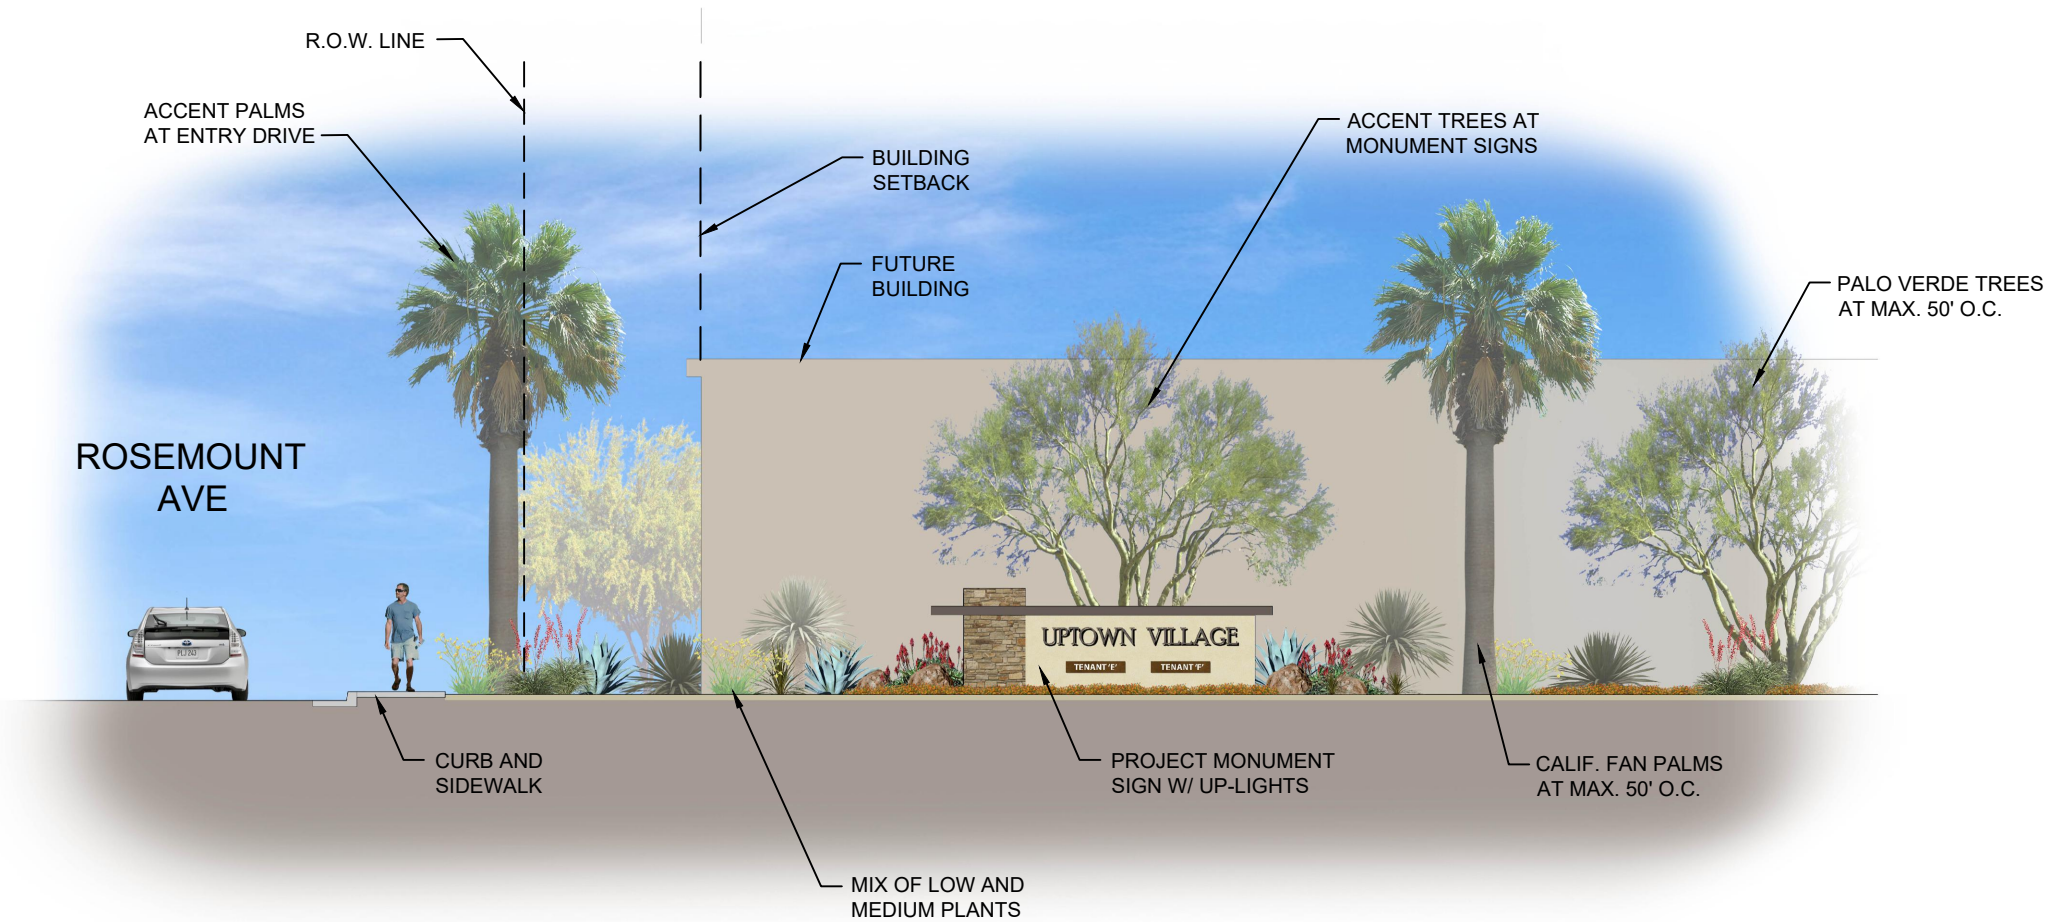 R.O.W. LINE
ACCENT PALMS
AT ENTRY DRIVE
BUILDING
SETBACK
FUTURE
BUILDING
ACCENT TREES AT
MONUMENT SIGNS
PALO VERDE TREES
AT MAX. 50' O.C.
ROSEMOUNT
AVE
UPTOWN VILLAGE
TENANT 'E'
TENANT 'F'
CURB AND
SIDEWALK
PROJECT MONUMENT
SIGN W/ UP-LIGHTS
CALIF. FAN PALMS
AT MAX. 50' O.C.
MIX OF LOW AND
MEDIUM PLANTS